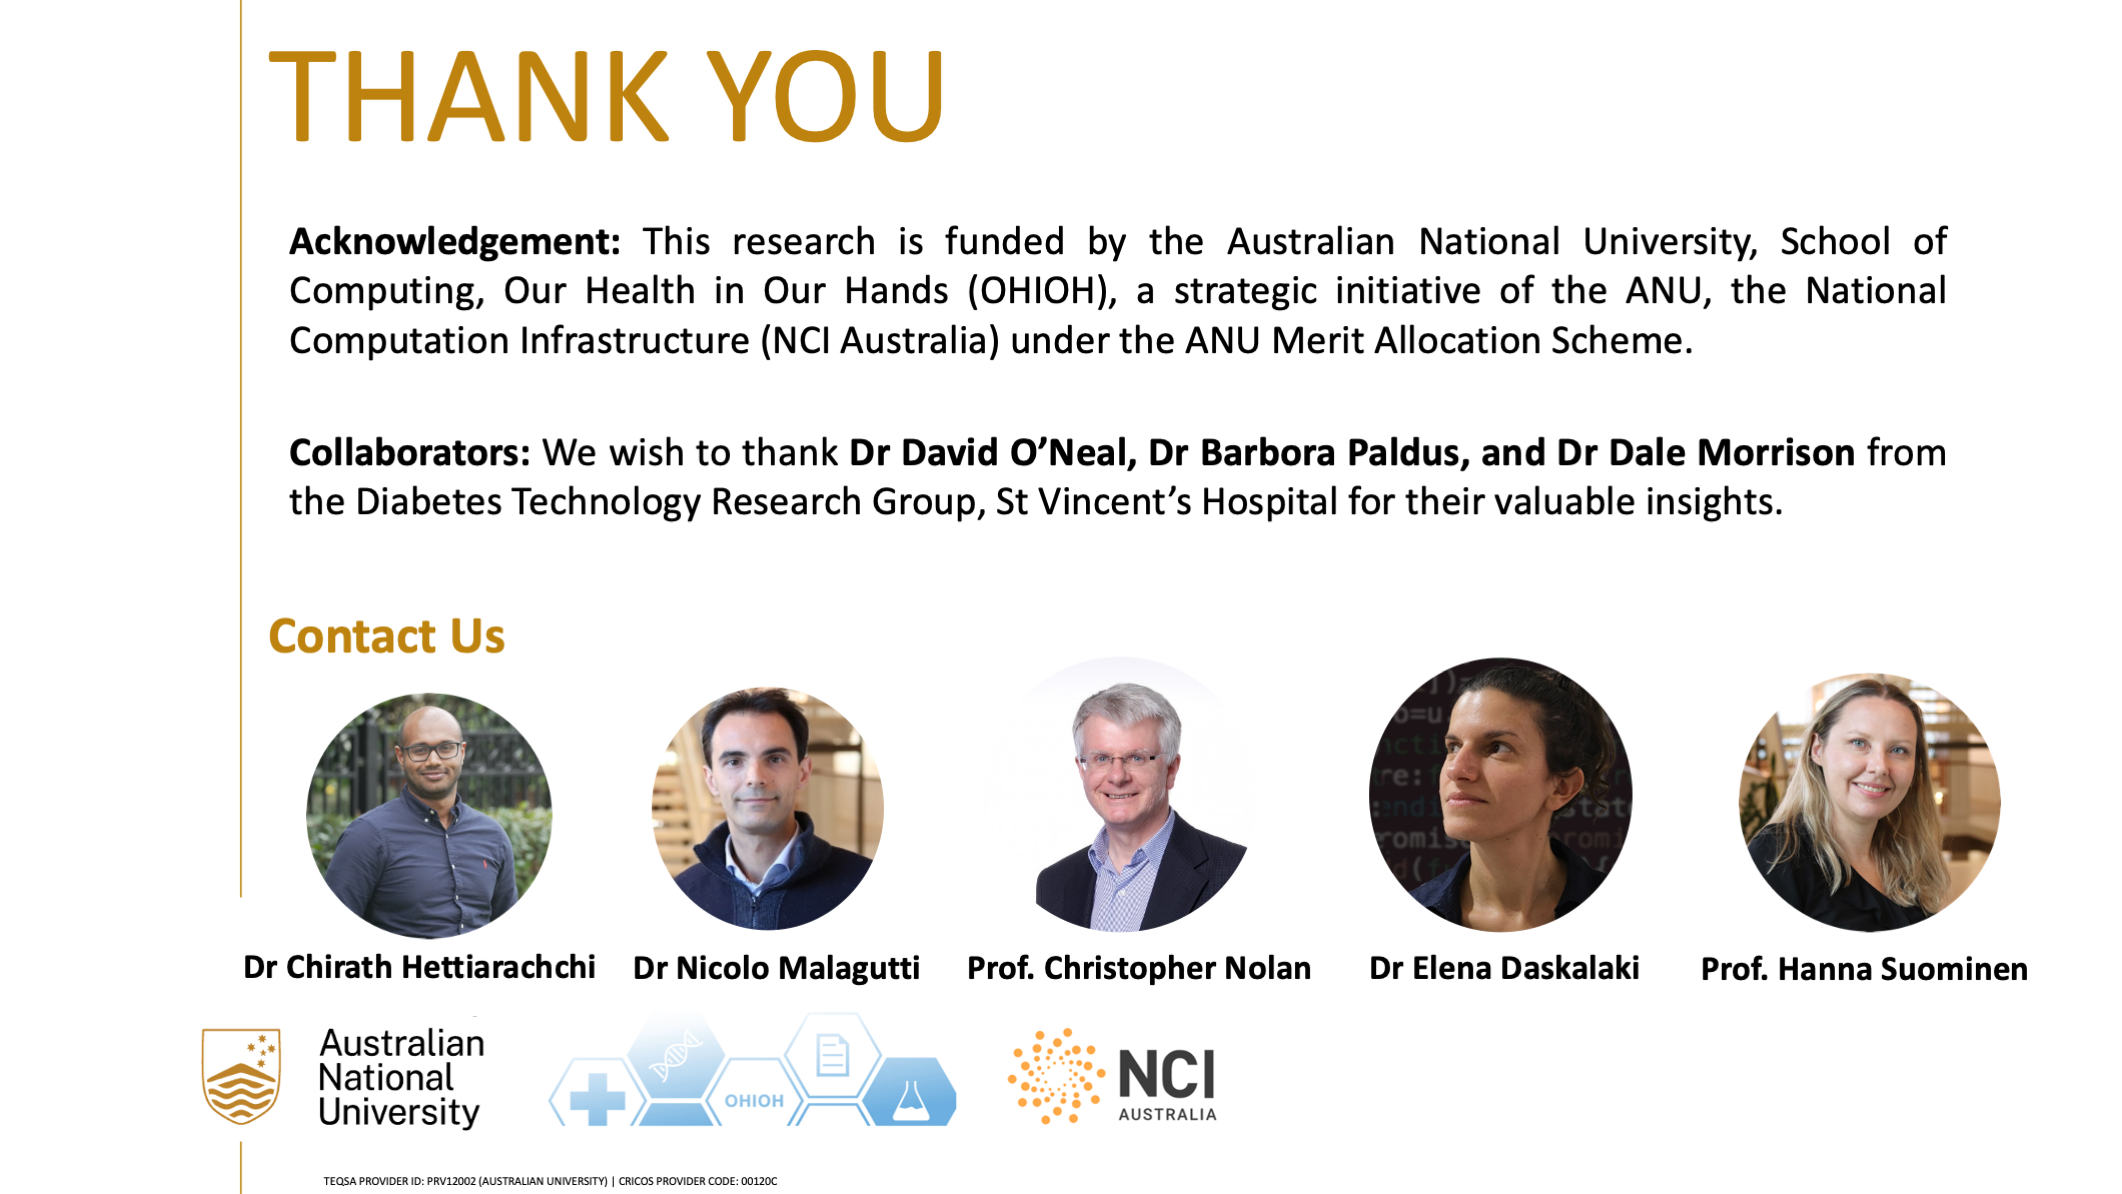 THANK YOU
Acknowledgement: This research is funded by the Australian National University, School of
Computing, Our Health in Our Hands (OHIOH), a strategic initiative of the ANU, the National
Computation Infrastructure (NCI Australia) under the ANU Merit Allocation Scheme.
Collaborators: We wish to thank Dr David O’Neal, Dr Barbora Paldus, and Dr Dale Morrison from
the Diabetes Technology Research Group, St Vincent’s Hospital for their valuable insights.
Contact Us
Dr Chirath Hettiarachchi
Dr Nicolo Malagutti
Prof. Christopher Nolan
Dr Elena Daskalaki
Prof. Hanna Suominen
Australian
National
University
OHIOH
NCI
AUSTRALIA
TEQSA PROVIDER ID: PRV12002 (AUSTRALIAN UNIVERSITY) | CRICOS PROVIDER CODE: 00120C